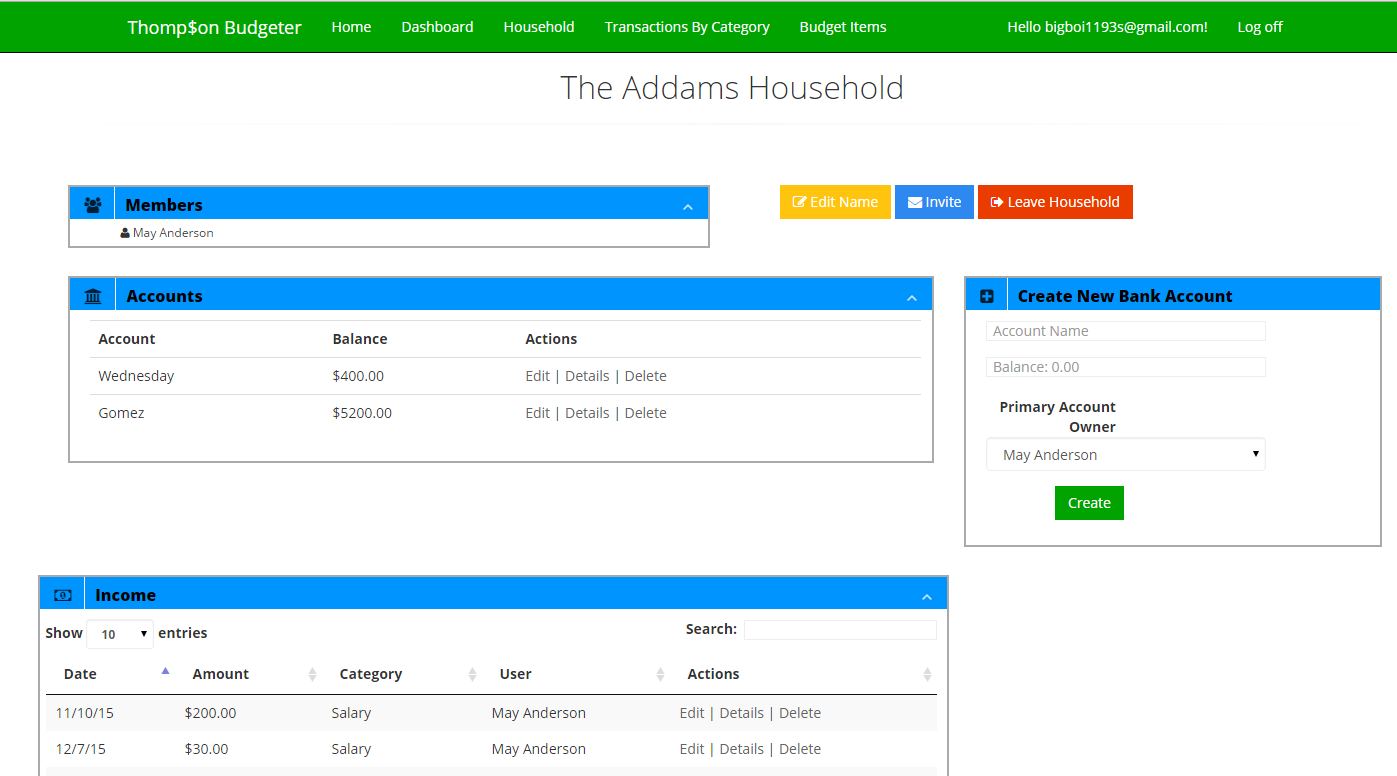 Thomp$on Budgeter Home Dashboard Household Transactions By Category Budget Items Hello bigboi1193s@gmail.com! Log off
The Addams Household
Members
May Anderson
Edit Name Invite Leave Household
Accounts
Account Balance Actions
Wednesday $400.00 Edit | Details | Delete
Gomez $5200.00 Edit | Details | Delete
Create New Bank Account
Account Name
Balance: 0.00
Primary Account
Owner
May Anderson
Create
Income
Show 10 entries Search:
Date Amount Category User Actions
11/10/15 $200.00 Salary May Anderson Edit | Details | Delete
12/7/15 $30.00 Salary May Anderson Edit | Details | Delete